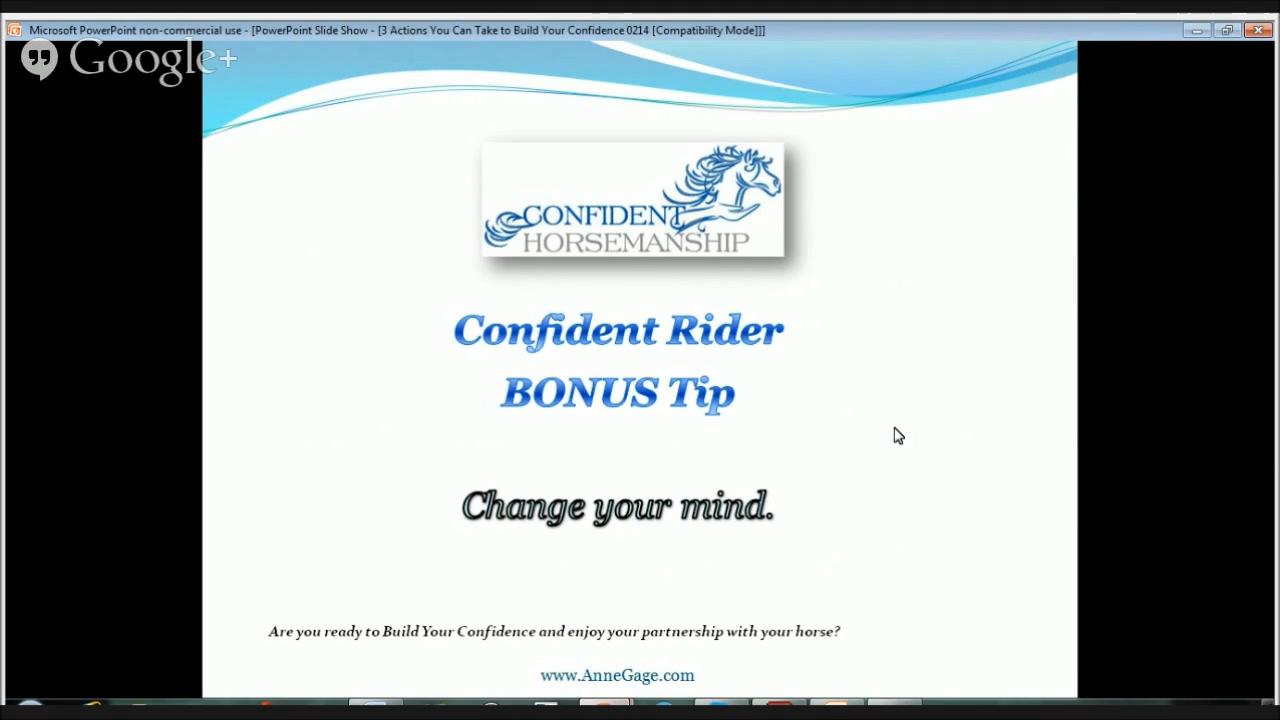 Microsoft PowerPoint non-commercial use - [PowerPoint Slide Show - [3 Actions You Can Take to Build Your Confidence 0214 [Compatibility Mode]]]
Google+
CONFIDENT
HORSEMANSHIP
Confident Rider
BONUS Tip
Change your mind.
Are you ready to Build Your Confidence and enjoy your partnership with your horse?
www.AnneGage.com